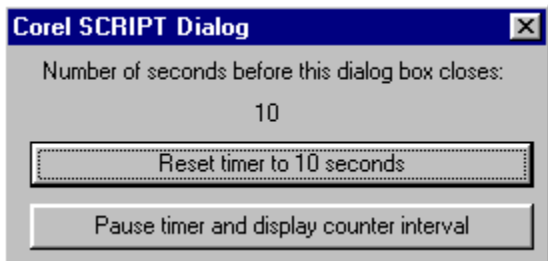 Corel SCRIPT Dialog
Number of seconds before this dialog box closes:
10
Reset timer to 10 seconds
Pause timer and display counter interval